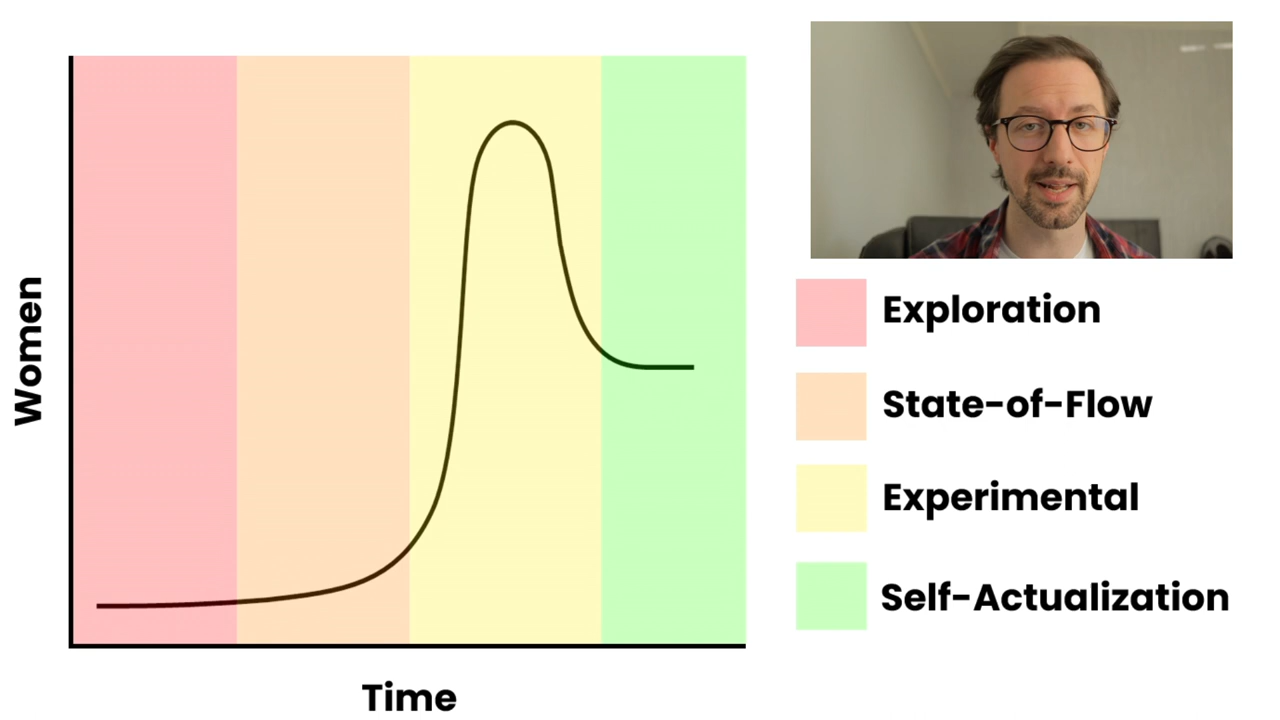 Women
Time
Exploration
State-of-Flow
Experimental
Self-Actualization